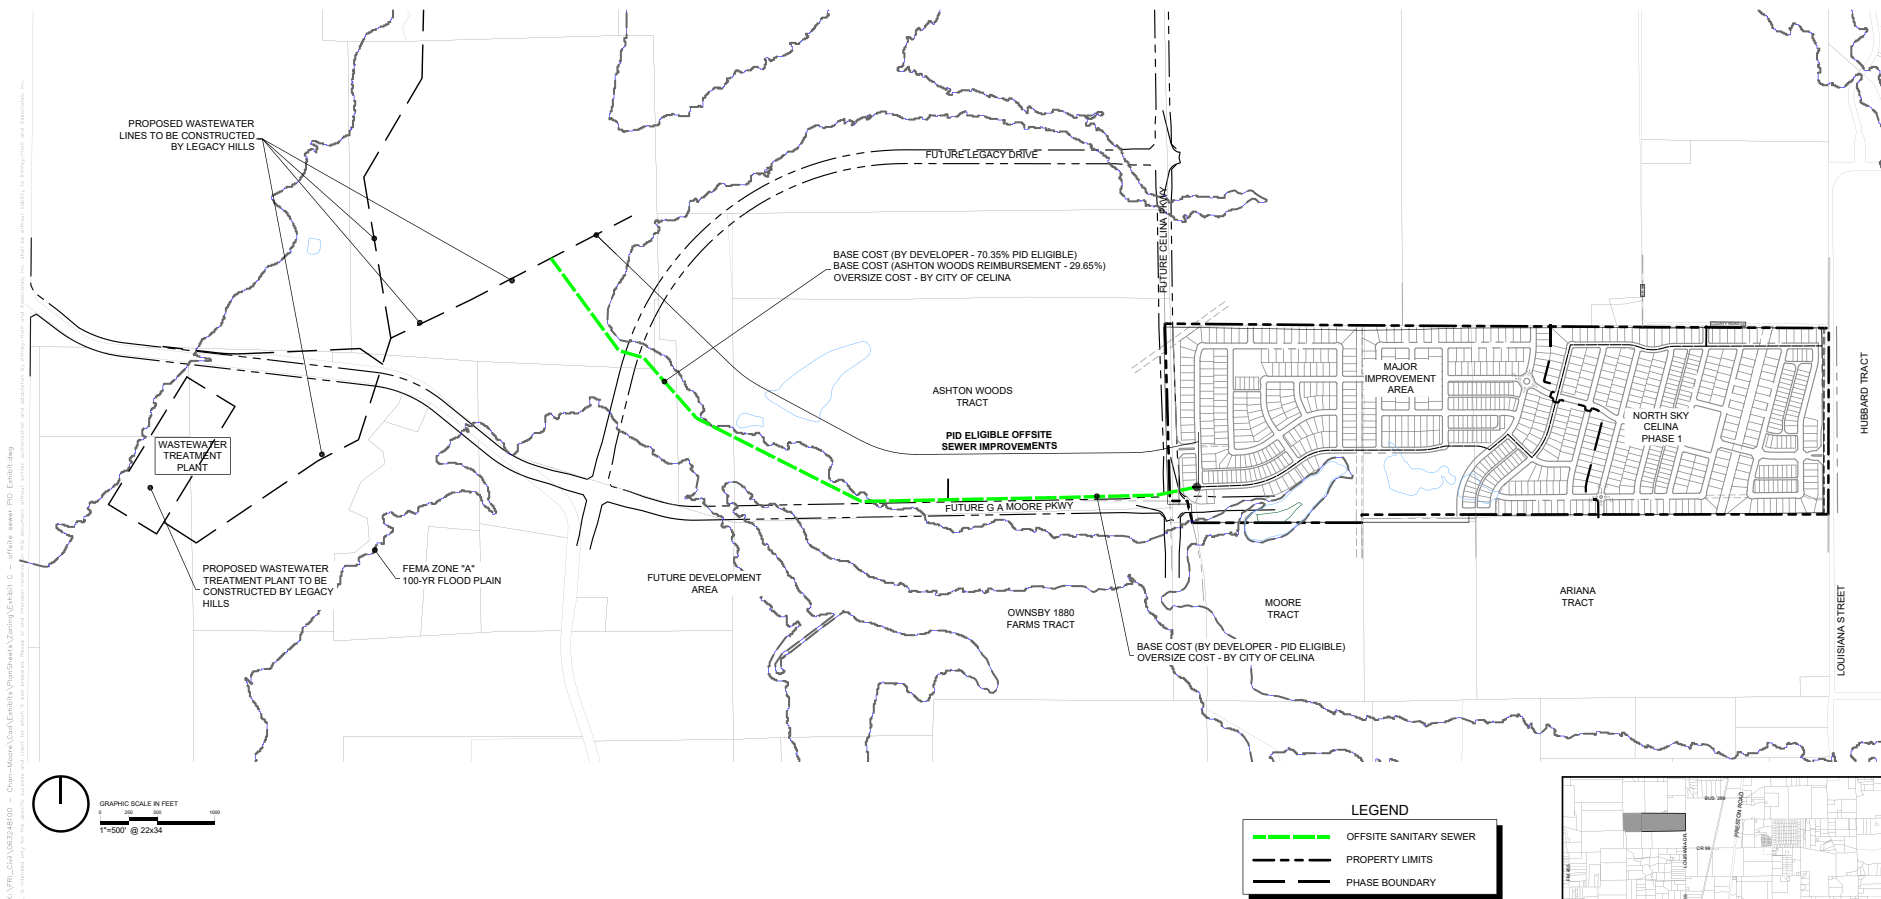 PROPOSED WASTEWATER
LINES TO BE CONSTRUCTED
BY LEGACY HILLS
FUTURE LEGACY DRIVE
FUTURE CELINA PKWY
BASE COST (BY DEVELOPER - 70.35% PID ELIGIBLE)
BASE COST (ASHTON WOODS REIMBURSEMENT - 29.65%)
OVERSIZE COST - BY CITY OF CELINA
ASHTON WOODS
TRACT
PID ELIGIBLE OFFSITE
SEWER IMPROVEMENTS
MAJOR
IMPROVEMENT
AREA
NORTH SKY
CELINA
PHASE 1
HUBBARD TRACT
WASTEWATER
TREATMENT
PLANT
FUTURE G A MOORE PKWY
PROPOSED WASTEWATER
TREATMENT PLANT TO BE
CONSTRUCTED BY LEGACY
HILLS
FEMA ZONE "A"
100-YR FLOOD PLAIN
FUTURE DEVELOPMENT
AREA
OWNSBY 1880
FARMS TRACT
MOORE
TRACT
ARIANA
TRACT
LOUISIANA STREET
BASE COST (BY DEVELOPER - PID ELIGIBLE)
OVERSIZE COST - BY CITY OF CELINA
GRAPHIC SCALE IN FEET
0 250 500 1000
1"=500' @ 22x34
LEGEND
OFFSITE SANITARY SEWER
PROPERTY LIMITS
PHASE BOUNDARY
BUS. 289
PRESTON ROAD